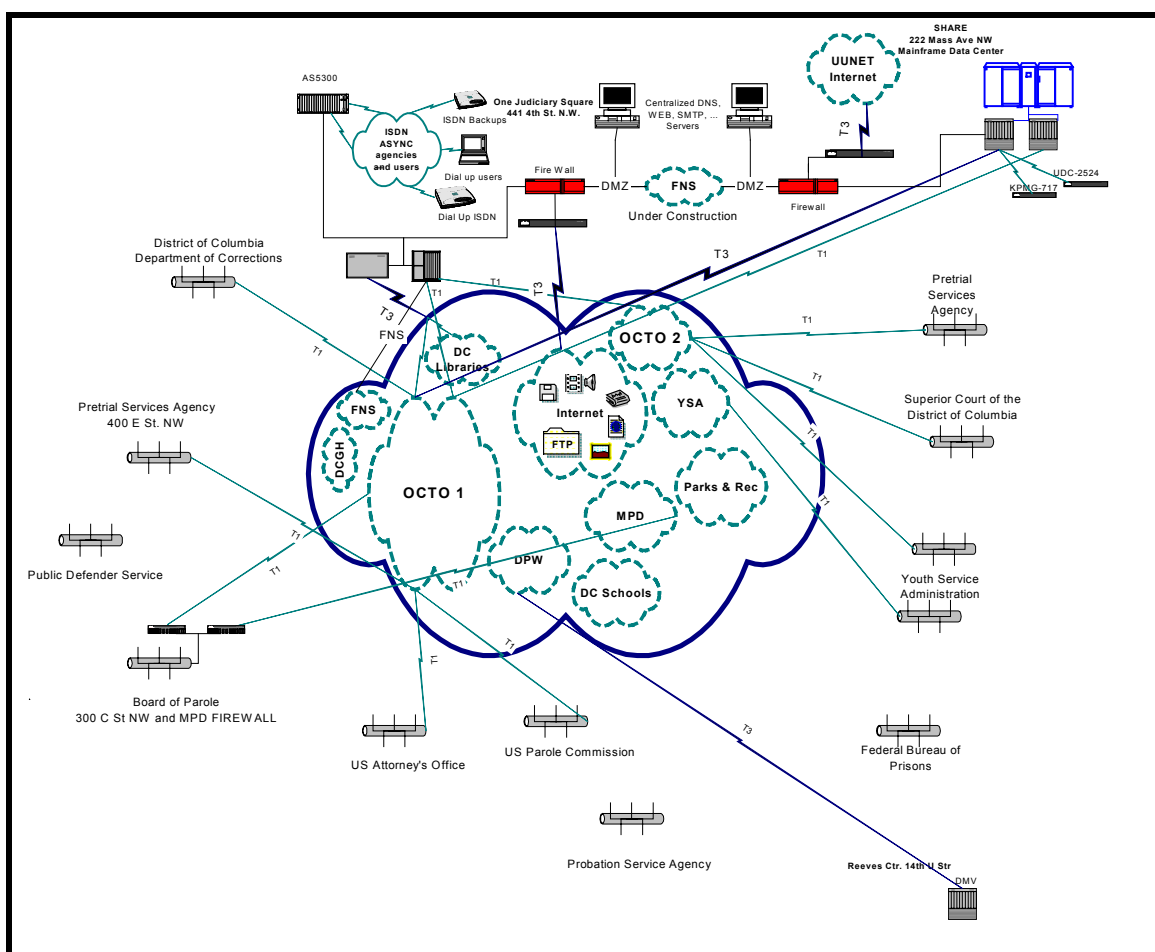 SHARE
222 Mass Ave NW
Mainframe Data Center
UUNET
Internet
AS5300
One Judiciary Square
441 4th St. N.W.
Centralized DNS,
WEB, SMTP, ...
Servers
ISDN Backups
ISDN
ASYNC
agencies
and users
T3
Dial up users
Fire Wall
DMZ
FNS
DMZ
UDC-2524
KPMG-717
Dial Up ISDN
Under Construction
Firewall
District of Columbia
Department of Corrections
T3
T1
T1
T1
T3
T3
FNS
Pretrial
Services
Agency
T1
T1
OCTO 2
DC
Libraries
T1
Pretrial Services Agency
400 E St. NW
FNS
Internet
YSA
Superior Court of the
District of Columbia
T1
FTP
DCGH
OCTO 1
Parks & Rec
T1
MPD
T1
T1
Public Defender Service
DPW
T1
DC Schools
Youth Service
Administration
T1
T1
Board of Parole
300 C St NW and MPD FIREWALL
.
US Attorney's Office
US Parole Commission
T3
Federal Bureau of
Prisons
Probation Service Agency
Reeves Ctr. 14th U Str
DMV